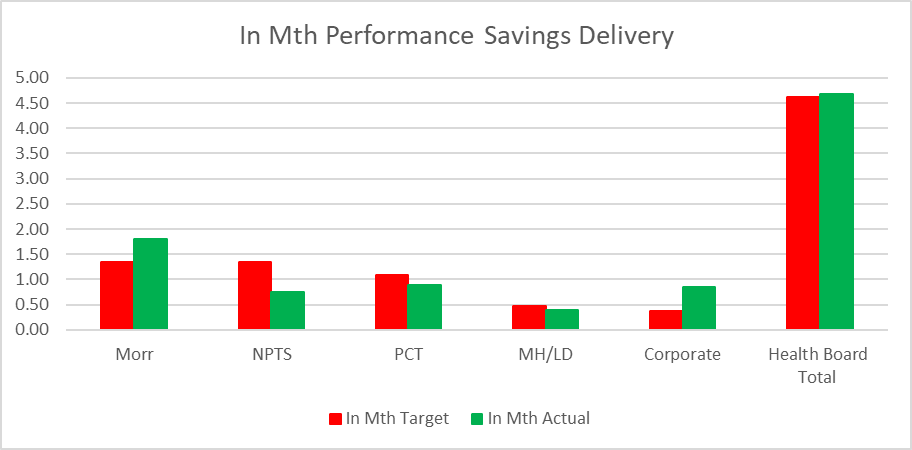 In Mth Performance Savings Delivery
5.00
4.50
4.00
3.50
3.00
2.50
2.00
1.50
1.00
0.50
0.00
Morr NPTS PCT MH/LD Corporate Health Board
Total
In Mth Target In Mth Actual